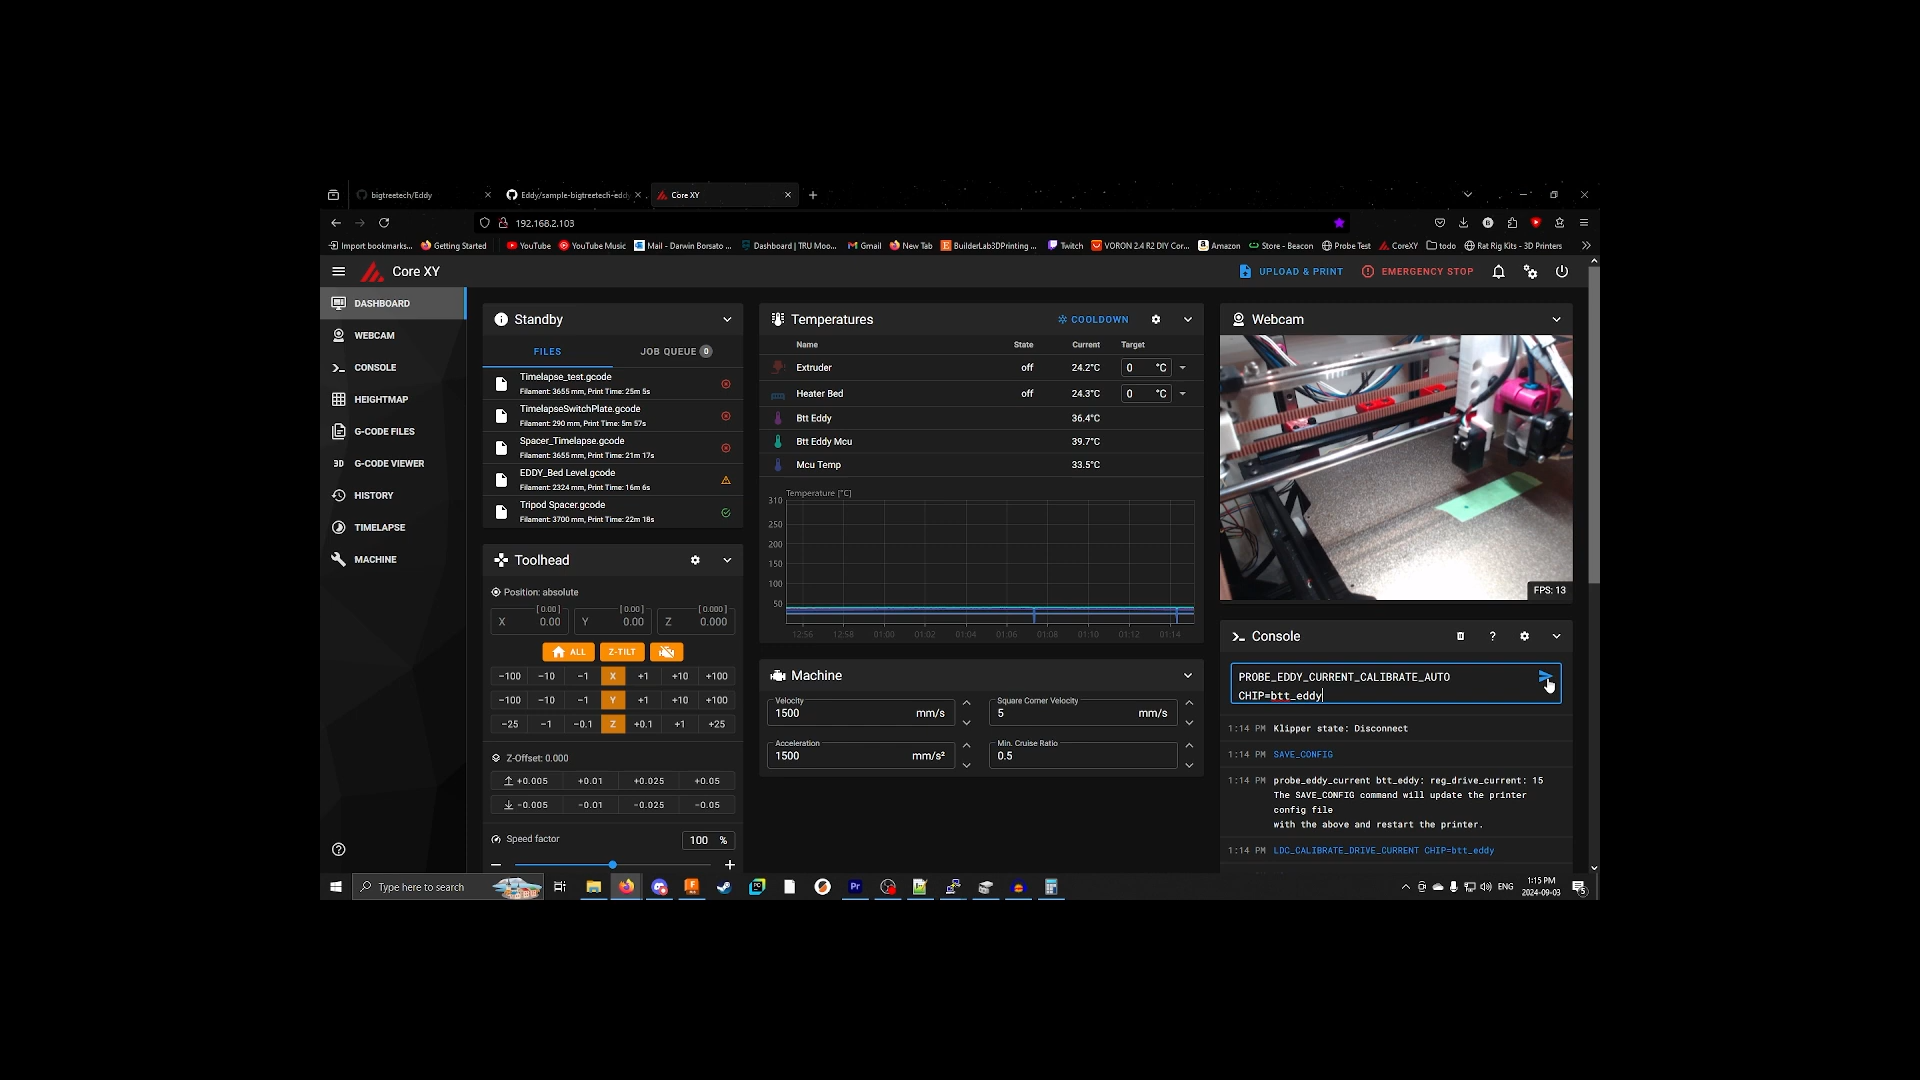 bigtreetech/Eddy
Eddy/sample-bigtreetech-eddy
Core XY
192.168.2.103
Import bookmarks...
Getting Started
YouTube
YouTube Music
Mail - Darwin Borsato ...
Dashboard | TRU Moo...
Gmail
New Tab
BuilderLab3DPrinting ...
Twitch
VORON 2.4 R2 DIY Cor...
Amazon
Store - Beacon
Probe Test
CoreXY
todo
Rat Rig Kits - 3D Printers
Core XY
UPLOAD & PRINT
EMERGENCY STOP
DASHBOARD
WEBCAM
CONSOLE
HEIGHTMAP
G-CODE FILES
3D G-CODE VIEWER
HISTORY
TIMELAPSE
MACHINE
Standby
FILES
JOB QUEUE 0
Timelapse_test.gcode
Filament: 3655 mm, Print Time: 25m 5s
TimelapseSwitchPlate.gcode
Filament: 290 mm, Print Time: 5m 57s
Spacer_Timelapse.gcode
Filament: 3655 mm, Print Time: 21m 17s
EDDY_Bed Level.gcode
Filament: 2324 mm, Print Time: 16m 6s
Tripod Spacer.gcode
Filament: 3700 mm, Print Time: 22m 18s
Toolhead
Position: absolute
[0.00] [0.00] [0.000]
X 0.00 Y 0.00 Z 0.000
ALL Z-TILT
-100 -10 -1 X +1 +10 +100
-100 -10 -1 Y +1 +10 +100
-25 -1 -0.1 Z +0.1 +1 +25
Z-Offset: 0.000
+0.005 +0.01 +0.025 +0.05
-0.005 -0.01 -0.025 -0.05
Speed factor
100 %
Temperatures
COOLDOWN
Name State Current Target
Extruder off 24.2°C 0 °C
Heater Bed off 24.3°C 0 °C
Btt Eddy 36.4°C
Btt Eddy Mcu 39.7°C
Mcu Temp 33.5°C
Temperature [°C]
310
250
200
150
100
50
12:56 12:58 01:00 01:02 01:04 01:06 01:08 01:10 01:12 01:14
Machine
Velocity
1500 mm/s
Square Corner Velocity
5 mm/s
Acceleration
1500 mm/s²
Min. Cruise Ratio
0.5
Webcam
FPS: 13
Console
PROBE_EDDY_CURRENT_CALIBRATE_AUTO
CHIP=btt_eddy
1:14 PM Klipper state: Disconnect
1:14 PM SAVE_CONFIG
1:14 PM probe_eddy_current btt_eddy: reg_drive_current: 15
The SAVE_CONFIG command will update the printer
config file
with the above and restart the printer.
1:14 PM LDC_CALIBRATE_DRIVE_CURRENT CHIP=btt_eddy
Type here to search
ENG
1:15 PM
2024-09-03
5